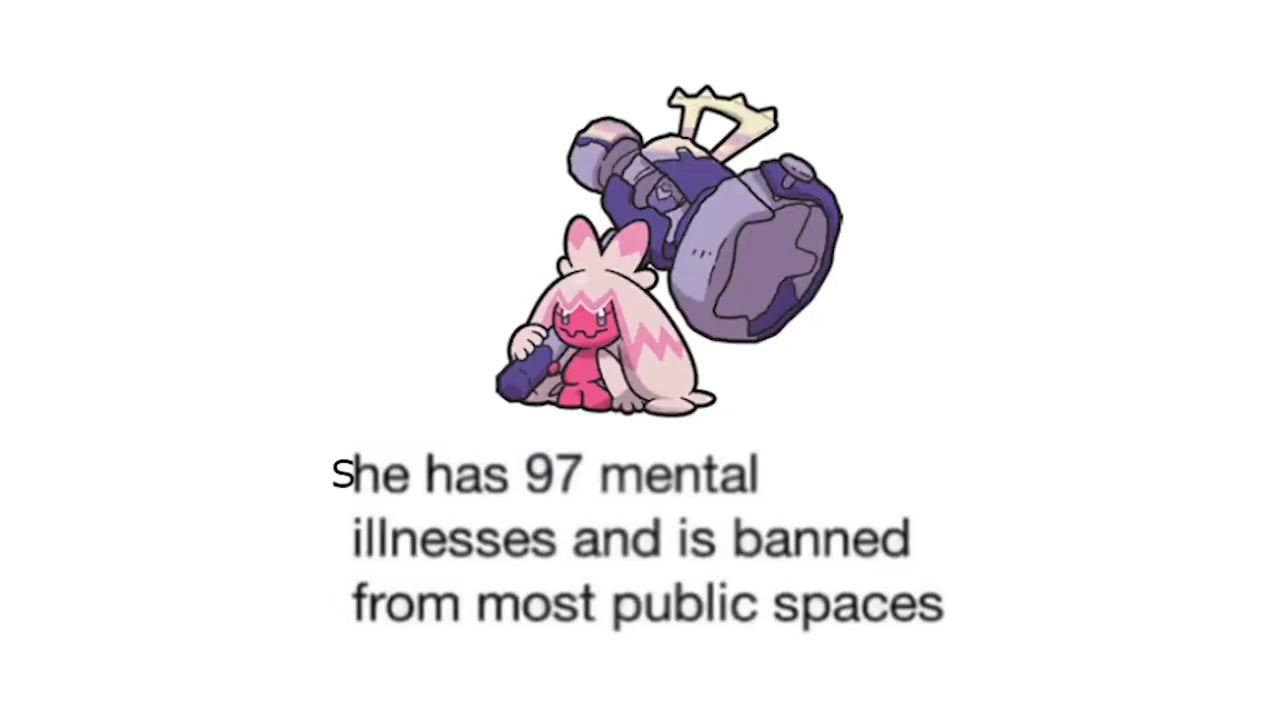 She has 97 mental
illnesses and is banned
from most public spaces